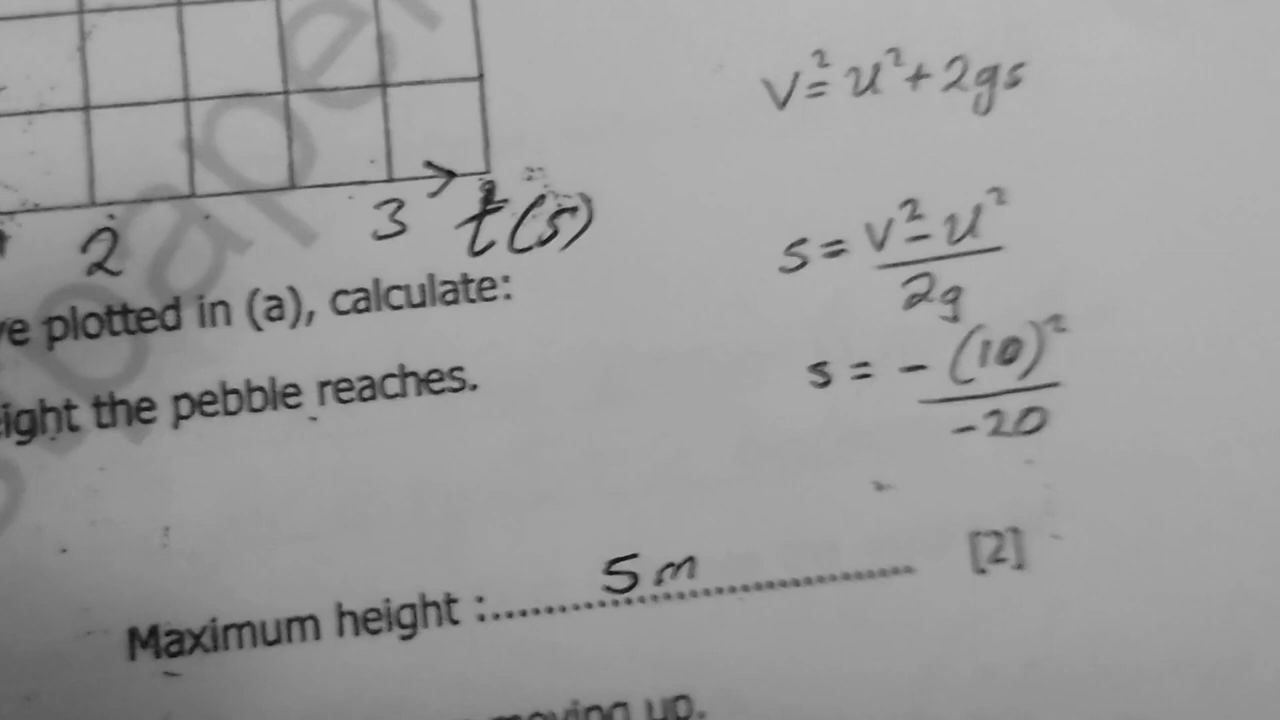 v² = u² + 2gs
s = v² - u² / 2g
s = - (10)² / -20
2 3 t(s)
ve plotted in (a), calculate:
ight the pebble reaches.
Maximum height :.......5m....... [2]
moving up.